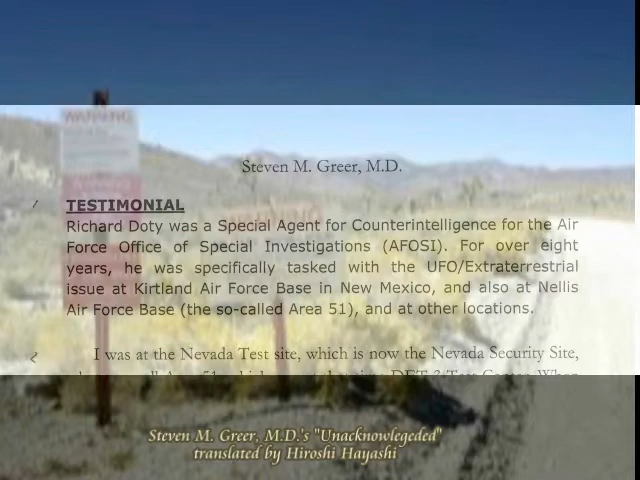 WARNING
Steven M. Greer, M.D.
TESTIMONIAL
Richard Doty was a Special Agent for Counterintelligence for the Air
Force Office of Special Investigations (AFOSI). For over eight
years, he was specifically tasked with the UFO/Extraterrestrial
issue at Kirtland Air Force Base in New Mexico, and also at Nellis
Air Force Base (the so-called Area 51), and at other locations.
I was at the Nevada Test site, which is now the Nevada Security Site,
Steven M. Greer, M.D.'s "Unacknowlegeded"
translated by Hiroshi Hayashi